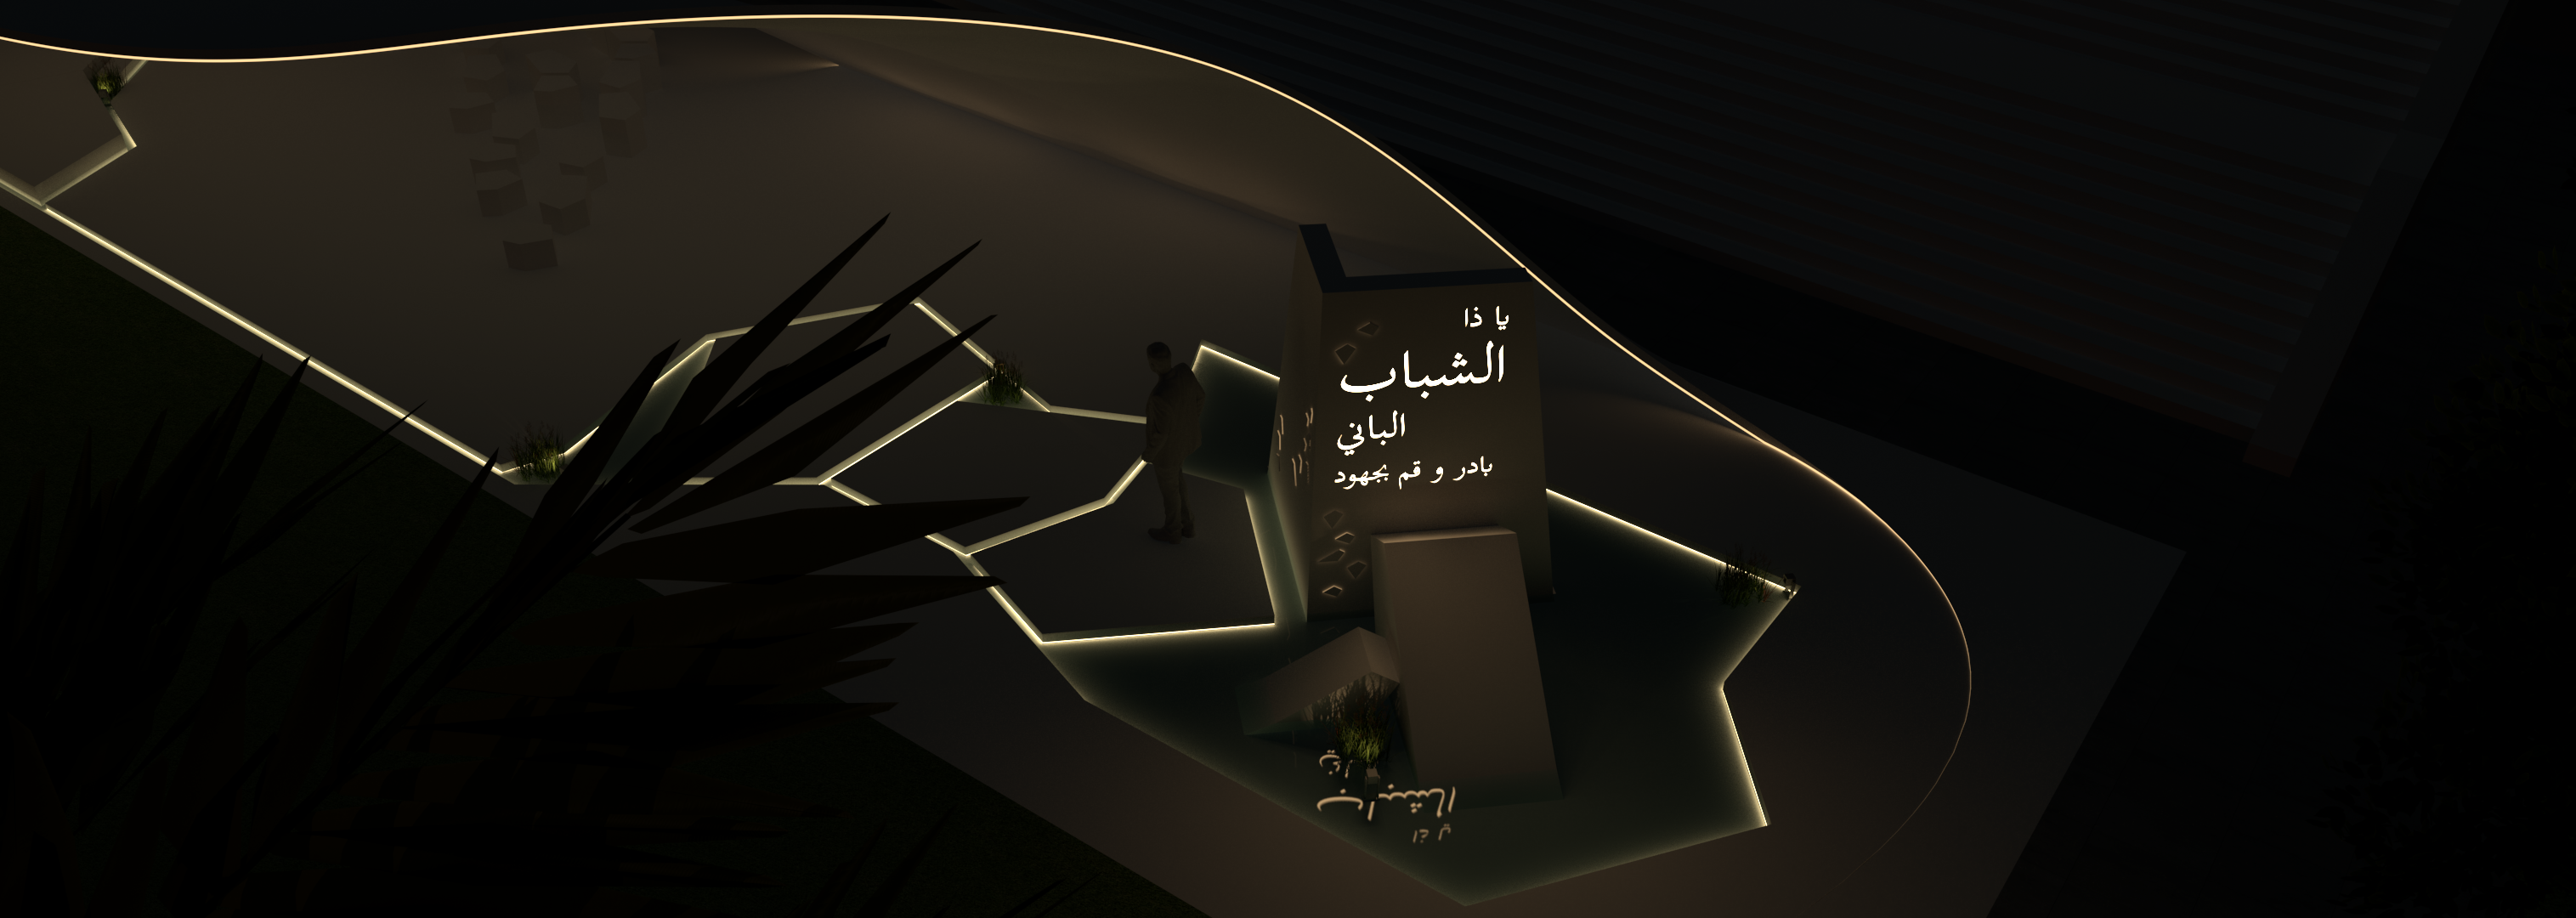 يا ذا
الشباب
الباني
بادر و قم بجهود